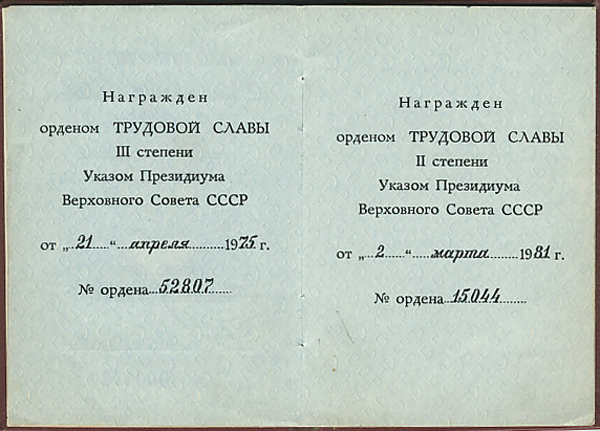 Награжден
орденом ТРУДОВОЙ СЛАВЫ
III степени
Указом Президиума
Верховного Совета СССР
от „ 21 “ апреля 1975 г.
№ ордена 52807
Награжден
орденом ТРУДОВОЙ СЛАВЫ
II степени
Указом Президиума
Верховного Совета СССР
от „ 2 “ марта 1981 г.
№ ордена 15044